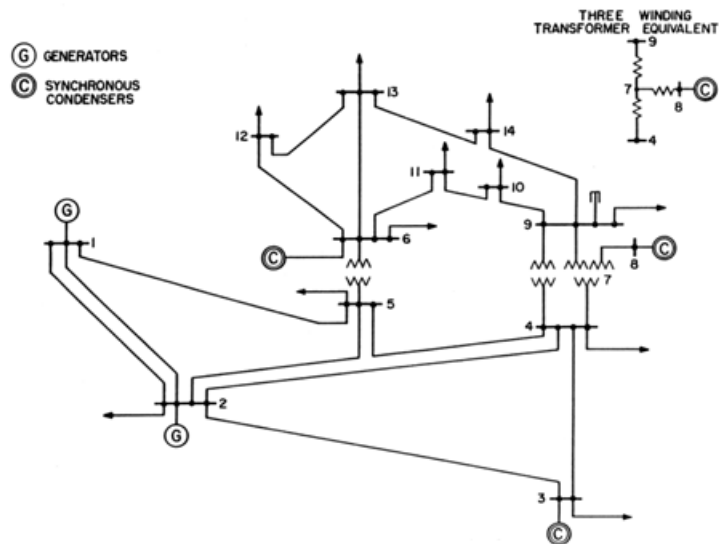 THREE WINDING
TRANSFORMER EQUIVALENT
9
7
C
8
4
G GENERATORS
C SYNCHRONOUS
CONDENSERS
13
12
14
11
10
G
9
1
6
C
8
C
7
5
4
2
G
3
C